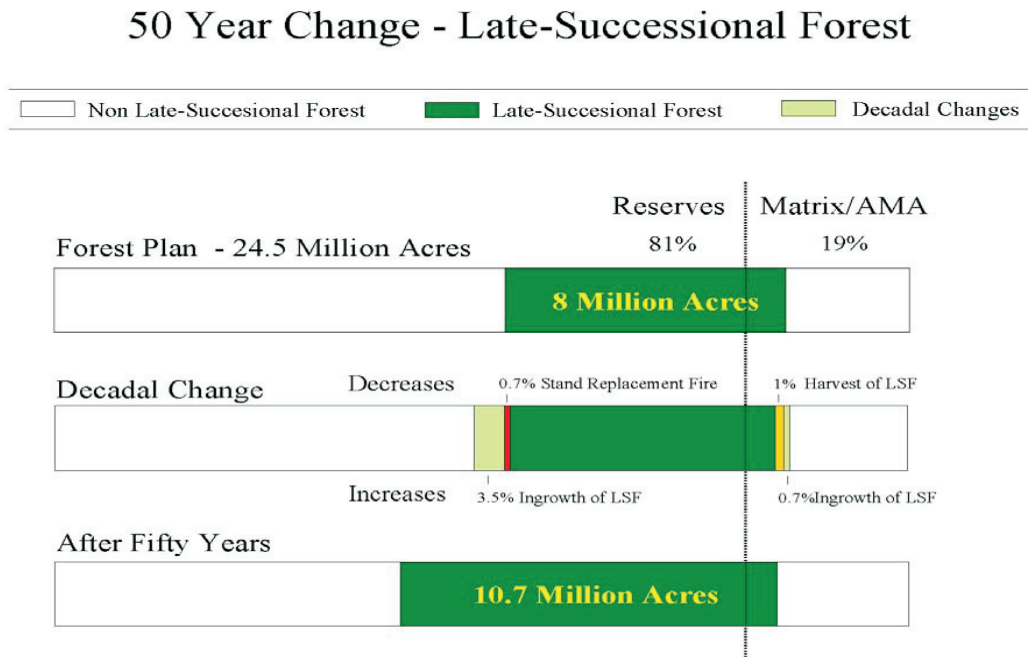 50 Year Change - Late-Successional Forest
Non Late-Succesional Forest Late-Successional Forest Decadal Changes
Reserves Matrix/AMA
81% 19%
Forest Plan - 24.5 Million Acres
8 Million Acres
Decadal Change
Decreases 0.7% Stand Replacement Fire 1% Harvest of LSF
Increases 3.5% Ingrowth of LSF 0.7%Ingrowth of LSF
After Fifty Years
10.7 Million Acres